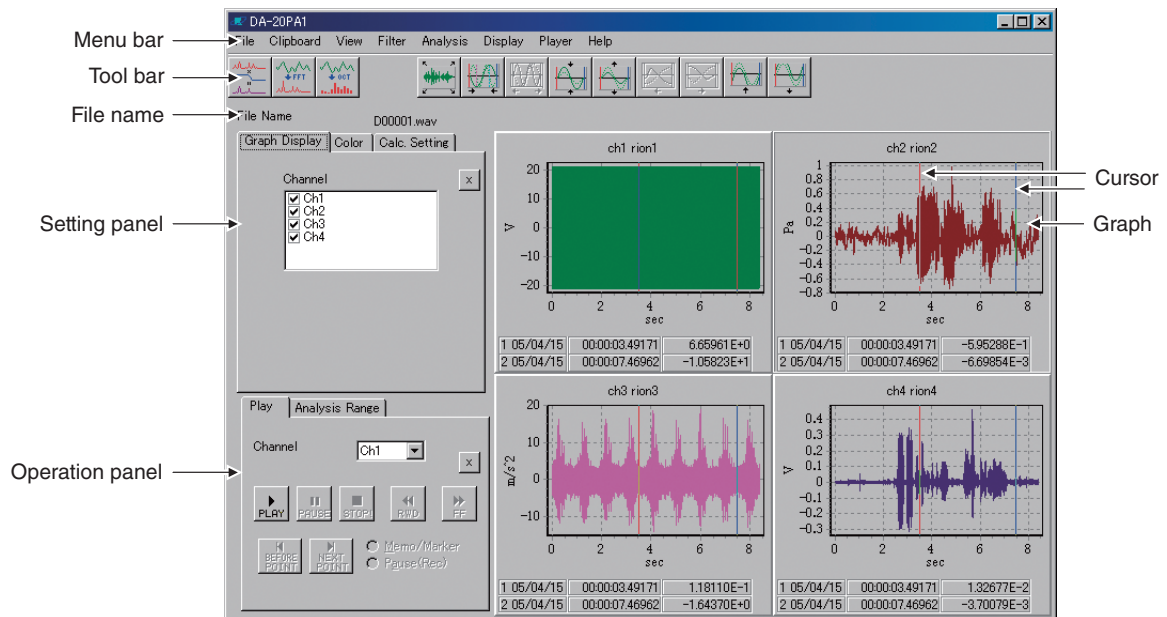 DA-20PA1
Menu bar
File Clipboard View Filter Analysis Display Player Help
Tool bar
FFT OCT
File name
File Name D00001.wav
Graph Display Color Calc. Setting
Channel
x
Ch1
Ch2
Ch3
Ch4
Setting panel
ch1 rion1
20
10
0
-10
-20
V
0 2 4 6 8
sec
1 05/04/15 00:00:03.49171 6.65961E+0
2 05/04/15 00:00:07.46962 -1.05823E+1
ch2 rion2
1
0.8
0.6
0.4
0.2
0
-0.2
-0.4
-0.6
-0.8
Pa
0 2 4 6 8
sec
1 05/04/15 00:00:03.49171 -5.95288E-1
2 05/04/15 00:00:07.46962 -6.69854E-3
Cursor
Graph
Play Analysis Range
Channel Ch1
x
Operation panel
PLAY PAUSE STOP! RWD FF
BEFORE POINT NEXT POINT
Memo/Marker
Pause(Rec)
ch3 rion3
20
10
0
-10
m/s^2
0 2 4 6 8
sec
1 05/04/15 00:00:03.49171 1.18110E-1
2 05/04/15 00:00:07.46962 -1.64370E+0
ch4 rion4
0.4
0.3
0.2
0.1
0
-0.1
-0.2
-0.3
V
0 2 4 6 8
sec
1 05/04/15 00:00:03.49171 1.32677E-2
2 05/04/15 00:00:07.46962 -3.70079E-3